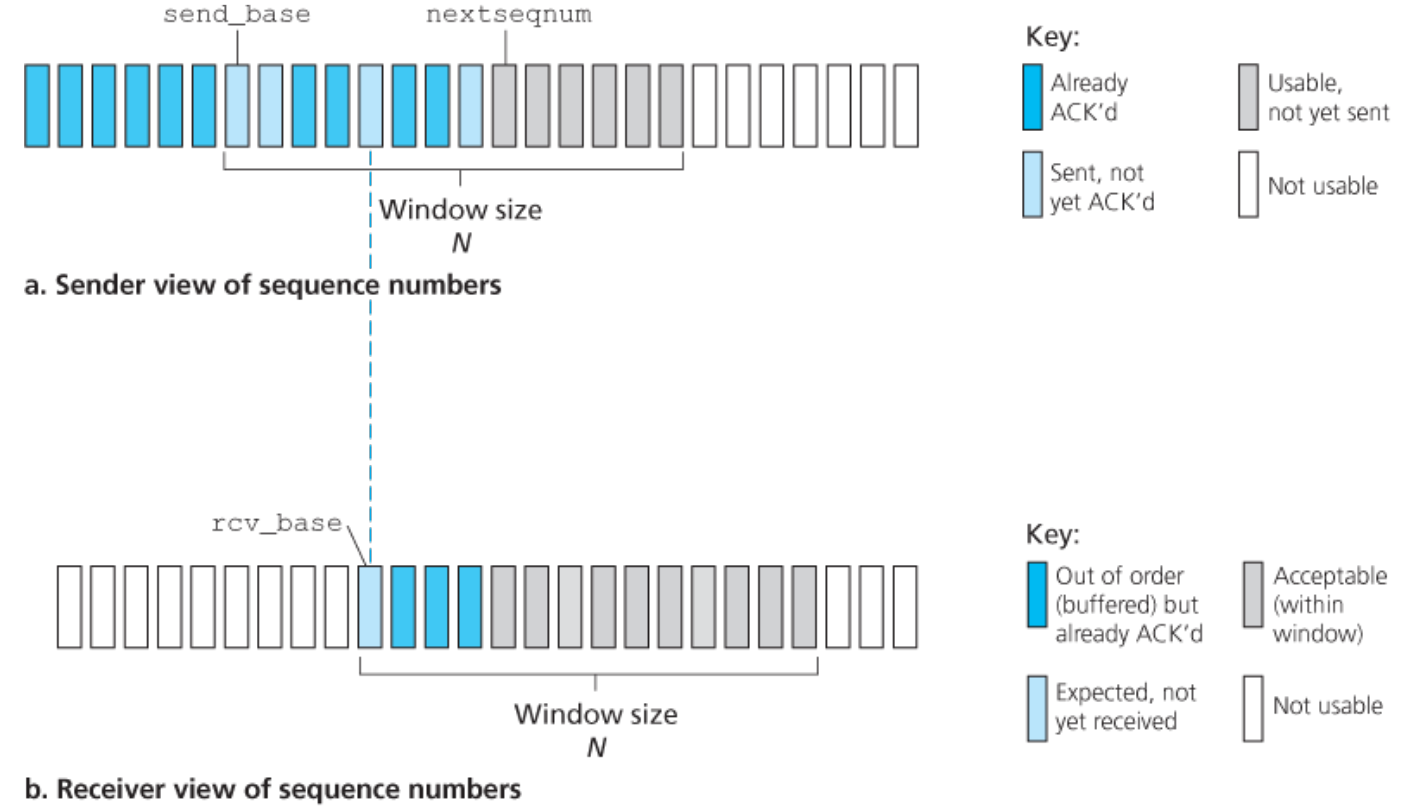 send_base
nextseqnum
Key:
Already
ACK’d
Usable,
not yet sent
Sent, not
yet ACK’d
Not usable
Window size
N
a. Sender view of sequence numbers
rcv_base
Key:
Out of order
(buffered) but
already ACK’d
Acceptable
(within
window)
Expected, not
yet received
Not usable
Window size
N
b. Receiver view of sequence numbers